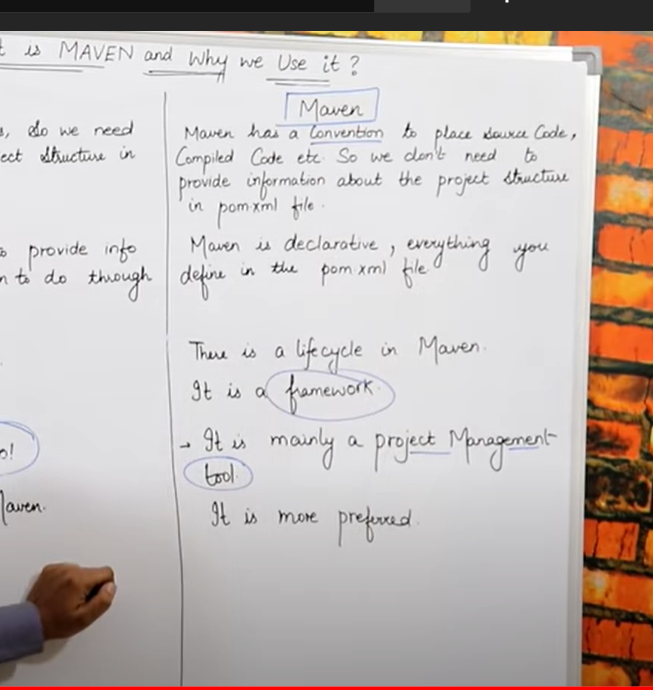 is MAVEN and Why we Use it?
s, So we need
ect structure in
provide info
n to do through
o!
Maven.
Maven
Maven has a Convention to place source Code,
Compiled Code etc. So we don't need to
provide information about the project structure
in pom.xml file.
Maven is declarative, everything you
define in the pom.xml file.
There is a lifecycle in Maven.
It is a framework.
→ It is mainly a project Management
tool.
It is more preferred.